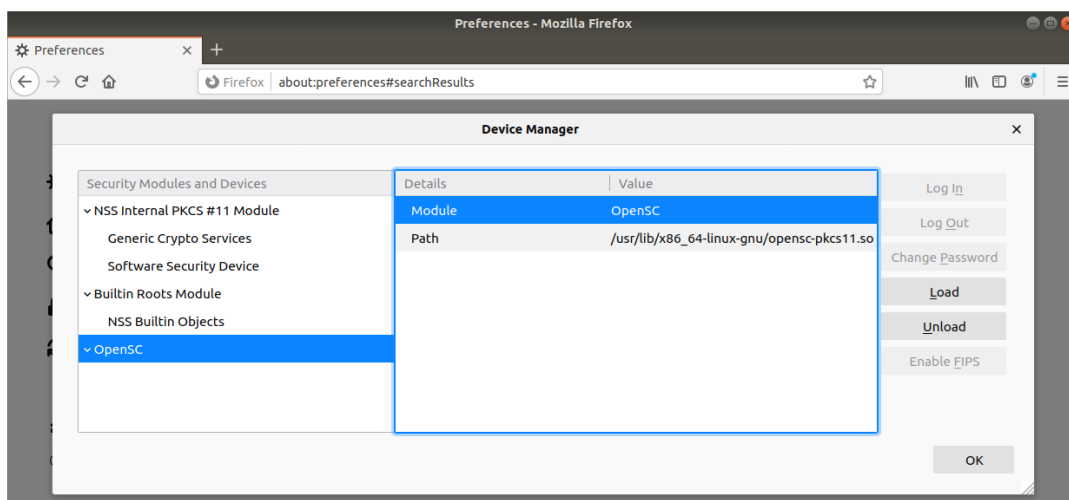 Preferences - Mozilla Firefox
Preferences
Firefox about:preferences#searchResults
Device Manager
Security Modules and Devices Details Value
Log In
NSS Internal PKCS #11 Module Module OpenSC
Log Out
Generic Crypto Services Path /usr/lib/x86_64-linux-gnu/opensc-pkcs11.so
Change Password
Software Security Device
Builtin Roots Module
Load
NSS Builtin Objects
Unload
OpenSC
Enable FIPS
OK